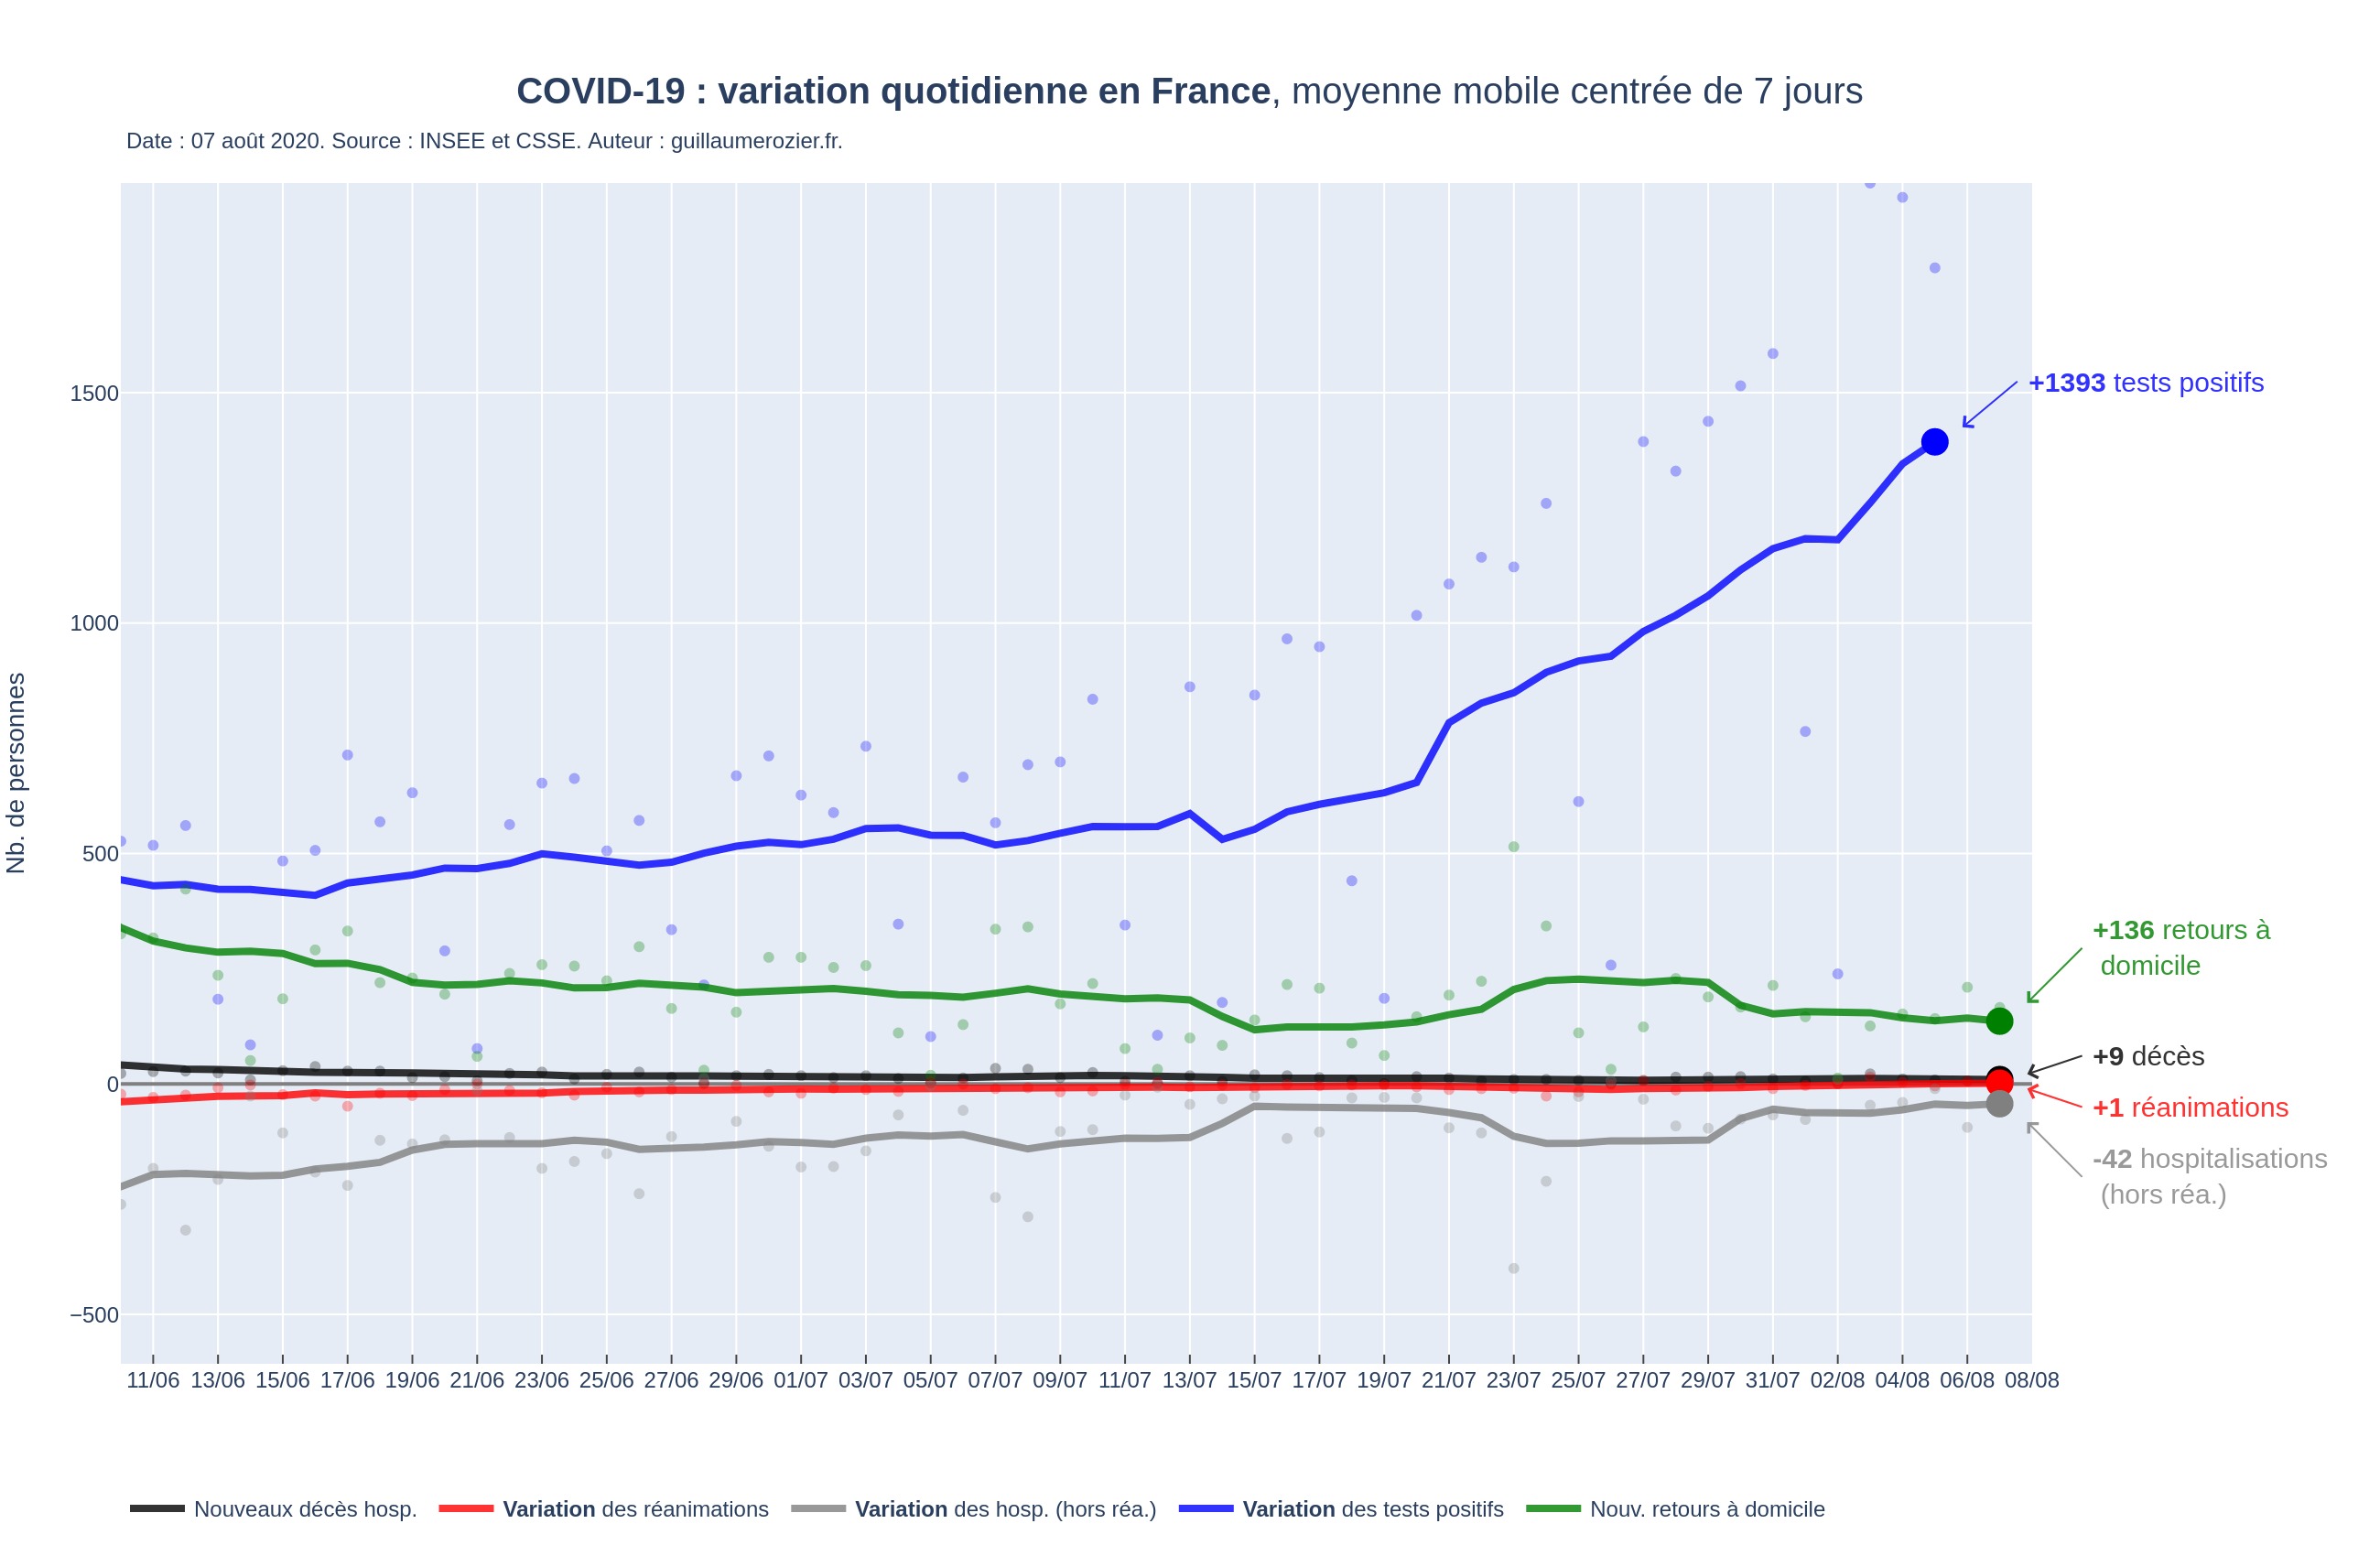 COVID-19 : variation quotidienne en France, moyenne mobile centrée de 7 jours
Date : 07 août 2020. Source : INSEE et CSSE. Auteur : guillaumerozier.fr.
Nb. de personnes
1500
1000
500
0
−500
+1393 tests positifs
+136 retours à
domicile
+9 décès
+1 réanimations
-42 hospitalisations
(hors réa.)
11/06 13/06 15/06 17/06 19/06 21/06 23/06 25/06 27/06 29/06 01/07 03/07 05/07 07/07 09/07 11/07 13/07 15/07 17/07 19/07 21/07 23/07 25/07 27/07 29/07 31/07 02/08 04/08 06/08 08/08
Nouveaux décès hosp. Variation des réanimations Variation des hosp. (hors réa.) Variation des tests positifs Nouv. retours à domicile